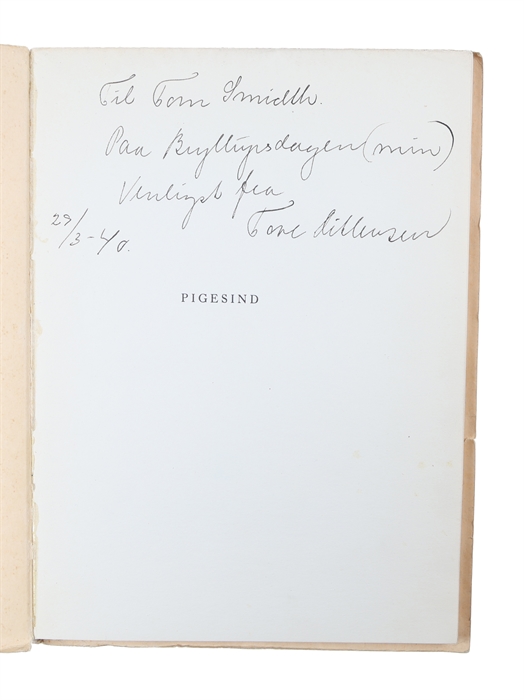 Til Tom Smidth.
Paa Bryllupsdagen (min)
Venligst fra
Tove Ditlevsen
29/3-40.
PIGESIND